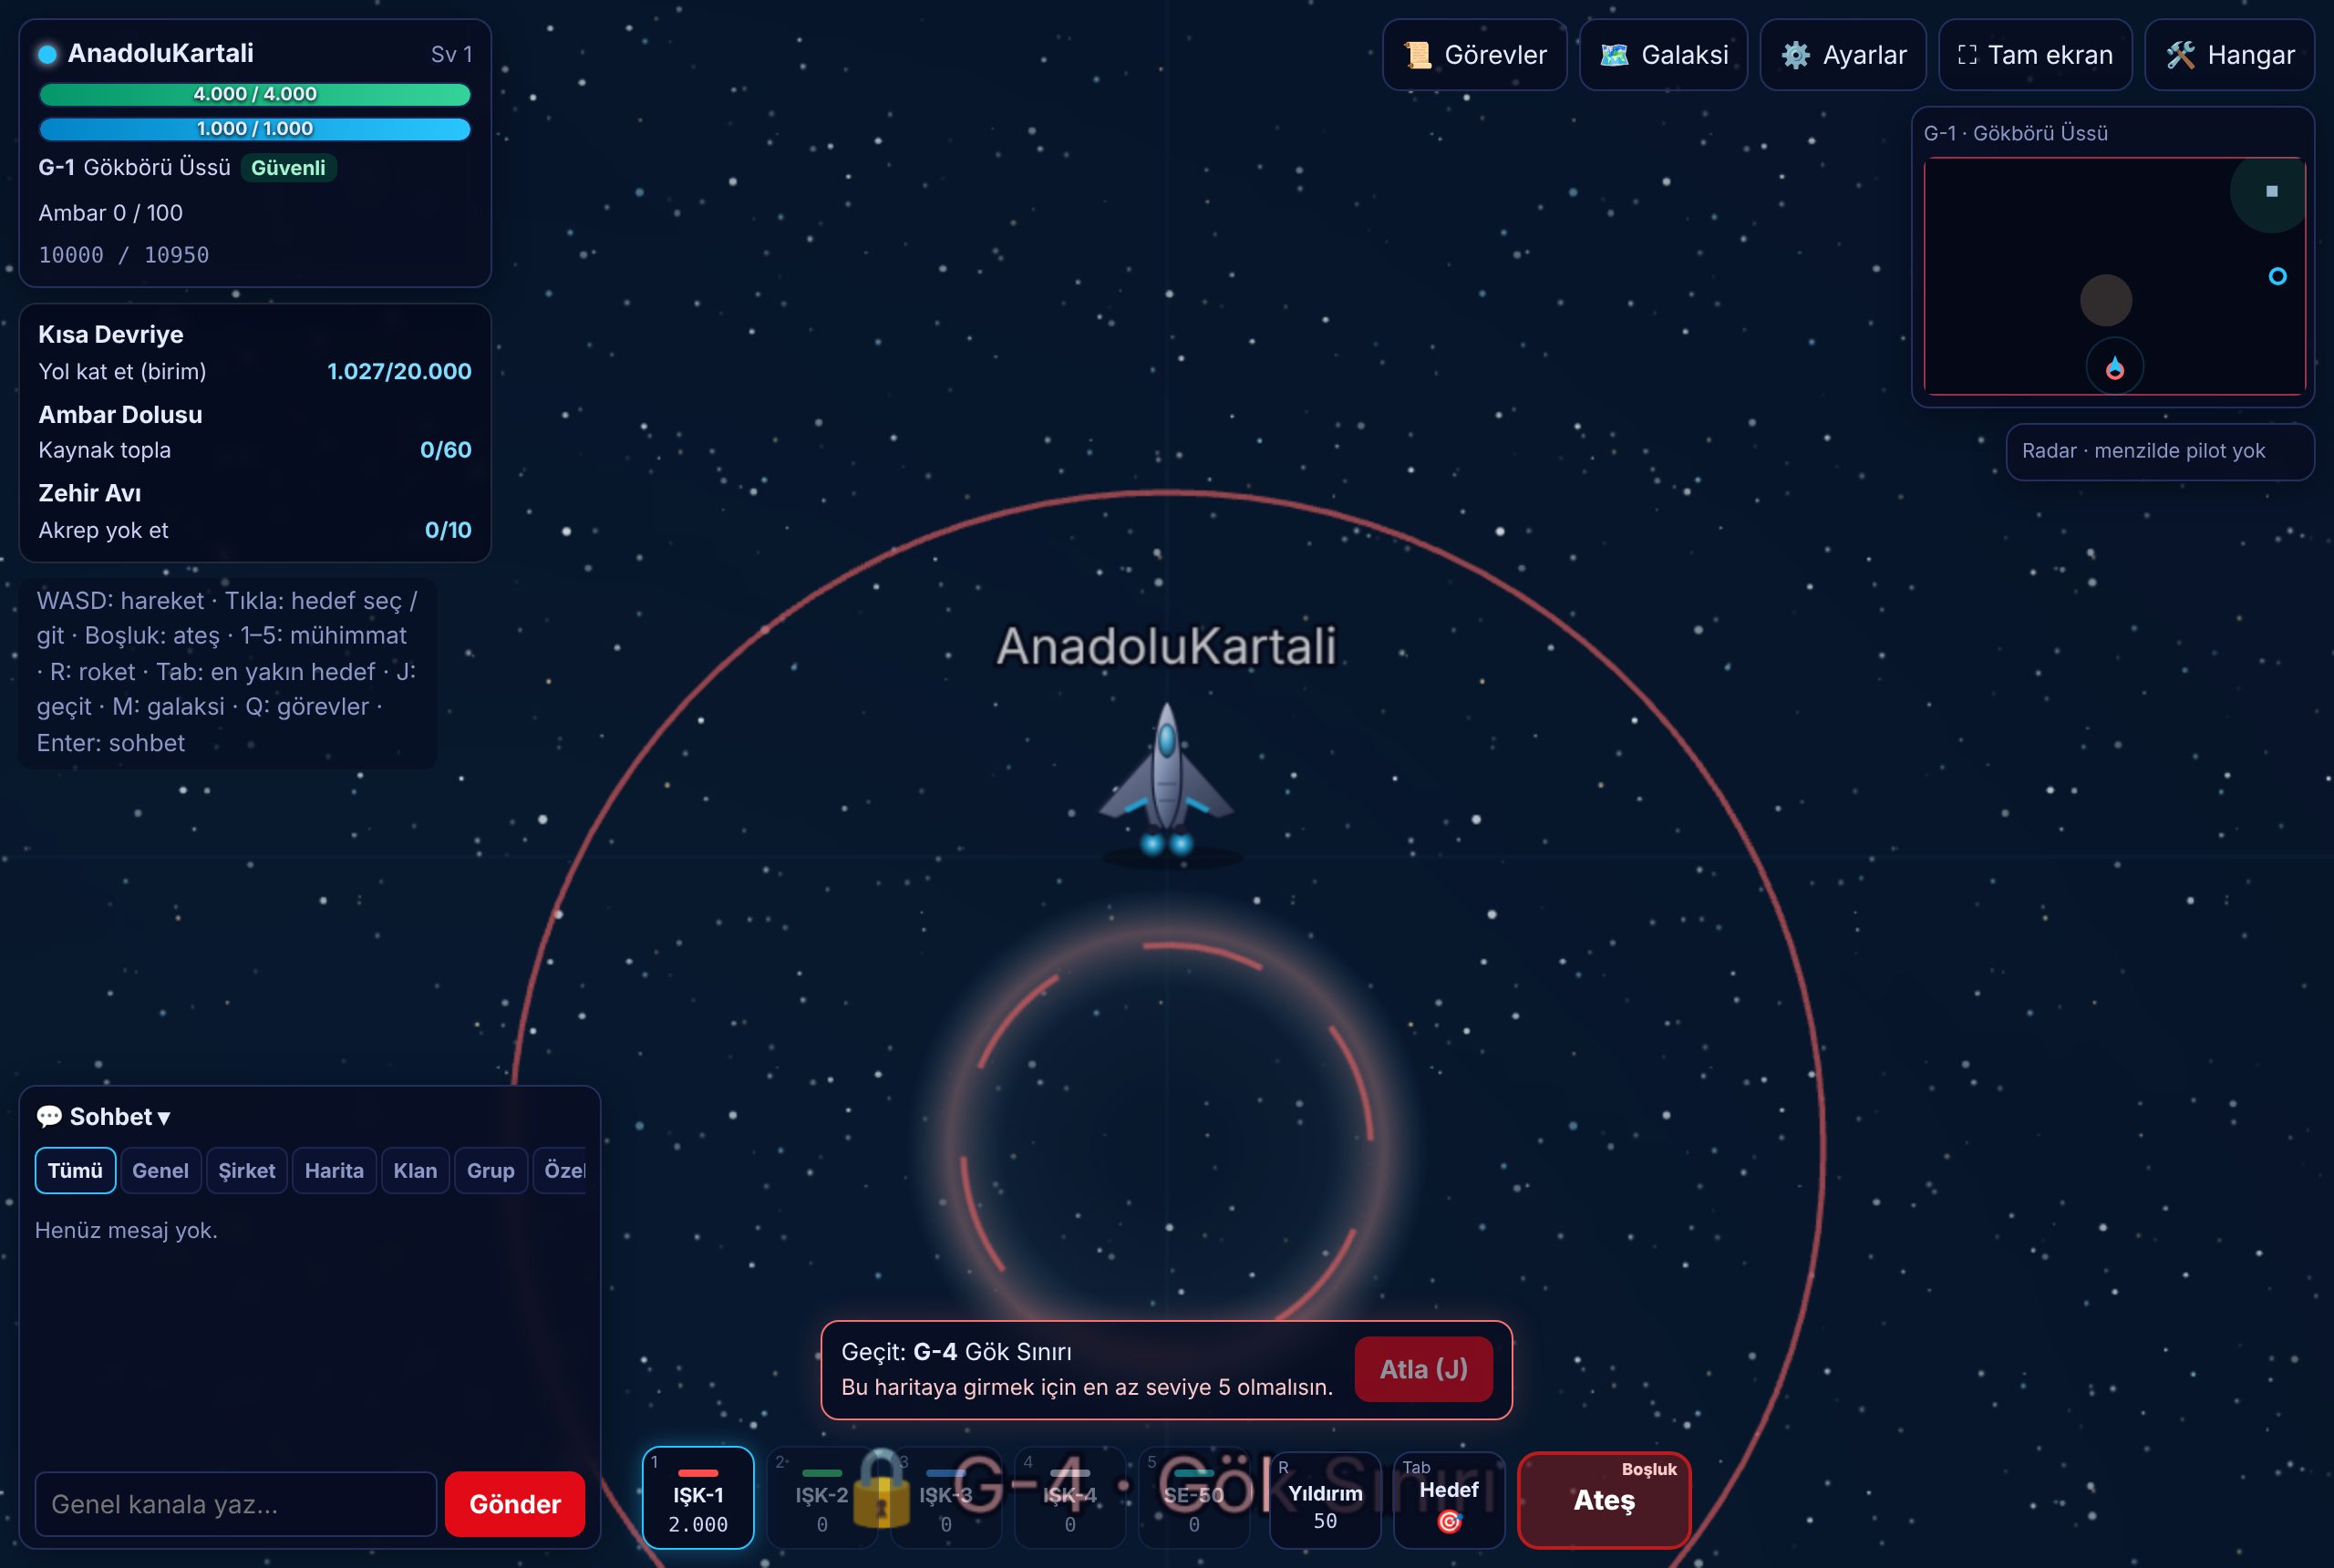 AnadoluKartali Sv 1
4.000 / 4.000
1.000 / 1.000
G-1 Gökbörü Üssü Güvenli
Ambar 0 / 100
10000 / 10950
Kısa Devriye
Yol kat et (birim) 1.027/20.000
Ambar Dolusu
Kaynak topla 0/60
Zehir Avı
Akrep yok et 0/10
WASD: hareket · Tıkla: hedef seç /
git · Boşluk: ateş · 1–5: mühimmat
· R: roket · Tab: en yakın hedef · J:
geçit · M: galaksi · Q: görevler ·
Enter: sohbet
Görevler
Galaksi
Ayarlar
Tam ekran
Hangar
G-1 · Gökbörü Üssü
Radar · menzilde pilot yok
AnadoluKartali
Sohbet ▾
Tümü Genel Şirket Harita Klan Grup Özel
Henüz mesaj yok.
Genel kanala yaz...
Gönder
Geçit: G-4 Gök Sınırı
Bu haritaya girmek için en az seviye 5 olmalısın.
Atla (J)
G-4 · Gök Sınırı
1
IŞK-1
2.000
2
IŞK-2
0
3
IŞK-3
0
4
IŞK-4
0
5
SE-50
0
R
Yıldırım
50
Tab
Hedef
Boşluk
Ateş